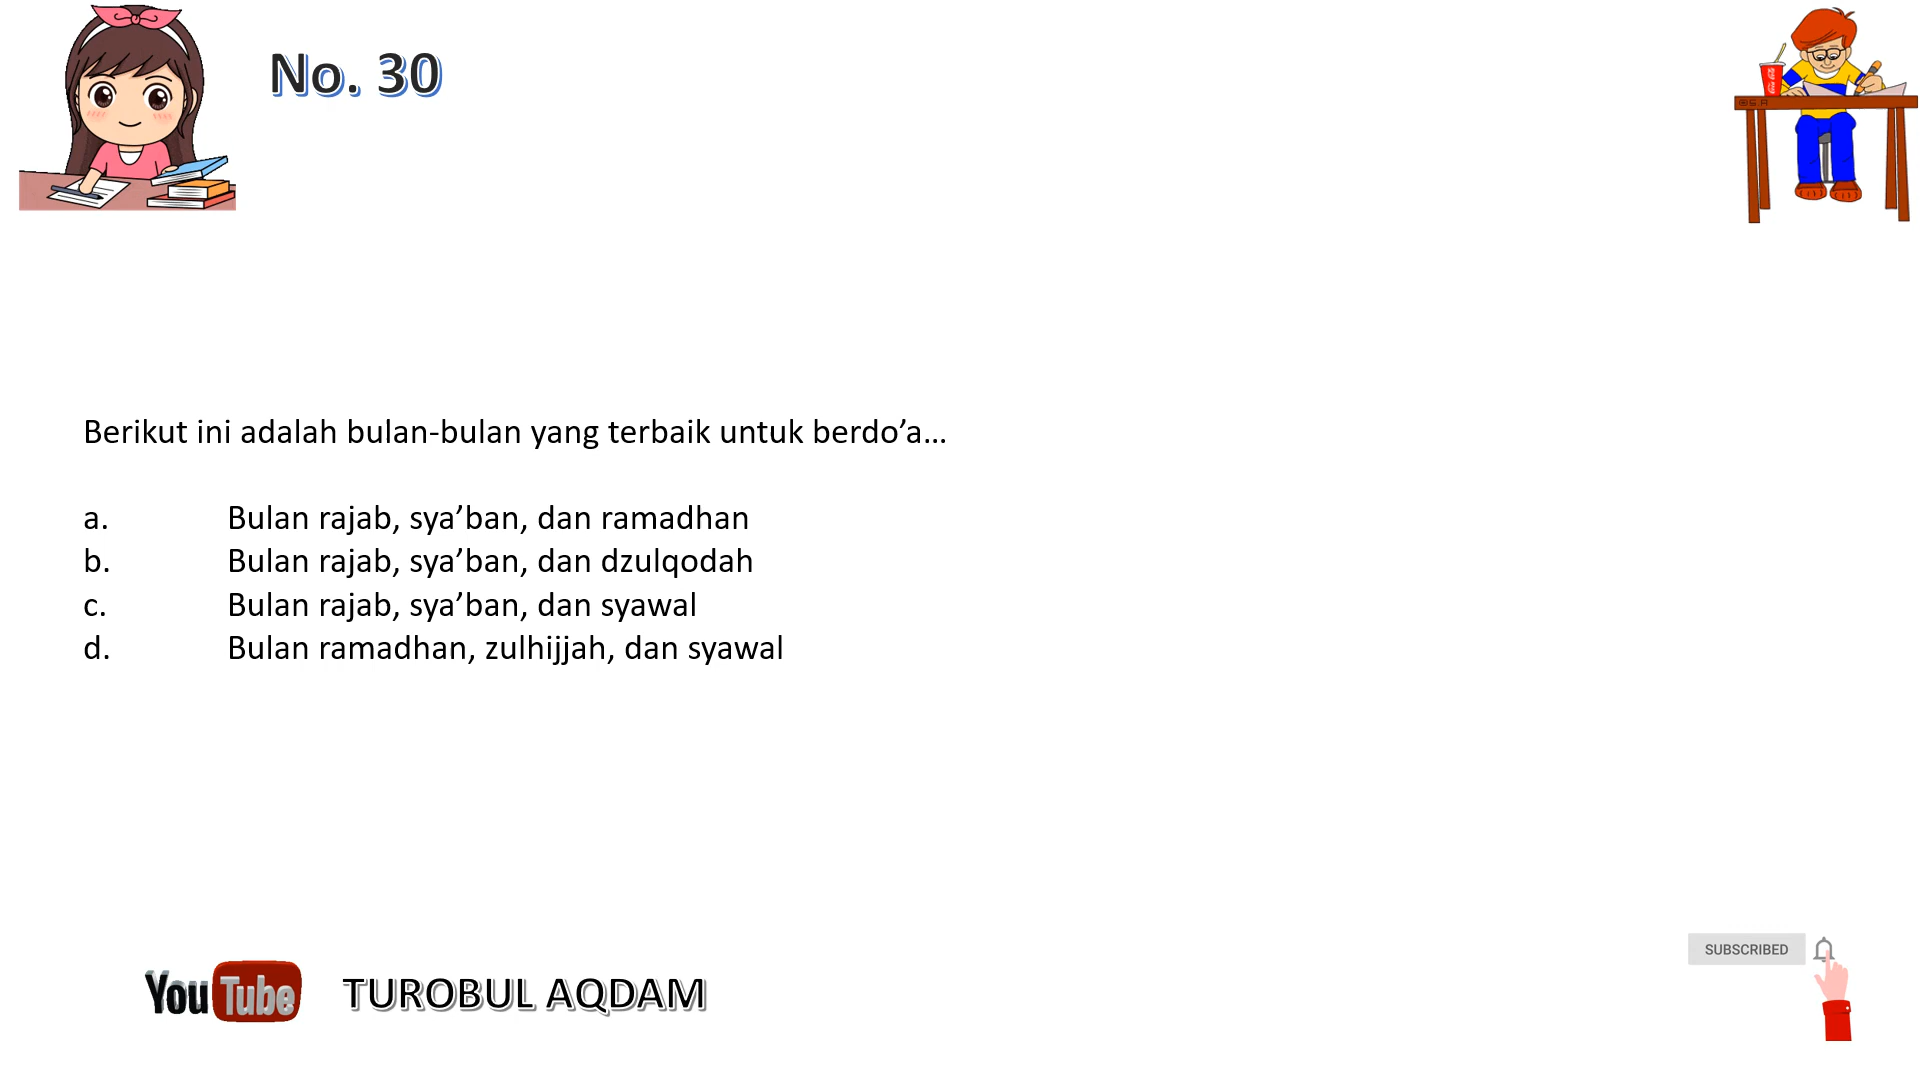 No. 30
Berikut ini adalah bulan-bulan yang terbaik untuk berdo’a…
a. Bulan rajab, sya’ban, dan ramadhan
b. Bulan rajab, sya’ban, dan dzulqodah
c. Bulan rajab, sya’ban, dan syawal
d. Bulan ramadhan, zulhijjah, dan syawal
SUBSCRIBED
YouTube TUROBUL AQDAM